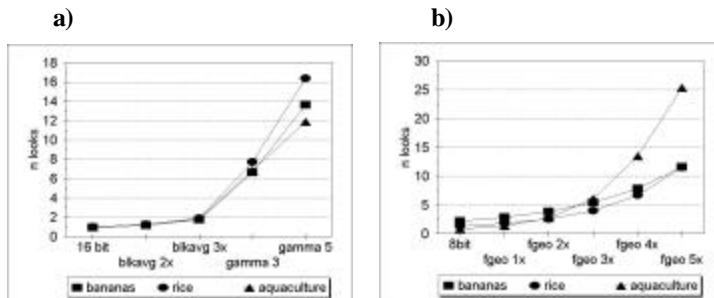 a)
b)
18
16
14
12
10
8
6
4
2
0
n looks
16 bit
blkavg 2x
blkavg 3x
gamma 3
gamma 5
bananas rice aquaculture
30
25
20
15
10
5
0
n looks
8bit
fgeo 1x
fgeo 2x
fgeo 3x
fgeo 4x
fgeo 5x
bananas rice aquaculture